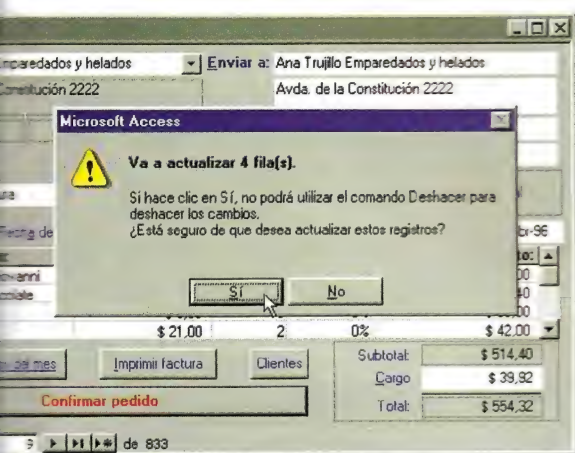 y helados Enviar a: Ana Trujillo Emparedados y helados
2222 Avda. de la Constitución 2222
Microsoft Access
Va a actualizar 4 fila(s).
Si hace clic en Sí, no podrá utilizar el comando Deshacer para
deshacer los cambios.
¿Está seguro de que desea actualizar estos registros?
Sí No
$ 21,00 2 0% $ 42,00
Imprimir factura Clientes
Subtotal: $ 514,40
Cargo $ 39,92
Total: $ 554,32
Confirmar pedido
9 de 833